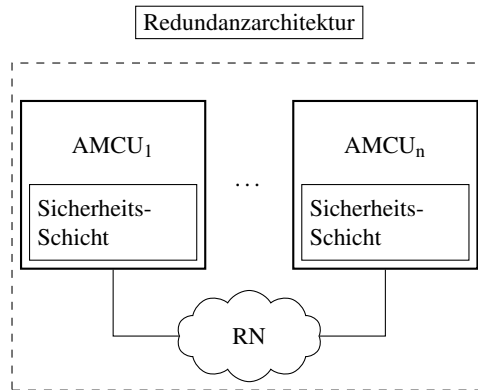 Redundanzarchitektur
AMCU1
AMCUn
...
Sicherheits-
Schicht
Sicherheits-
Schicht
RN